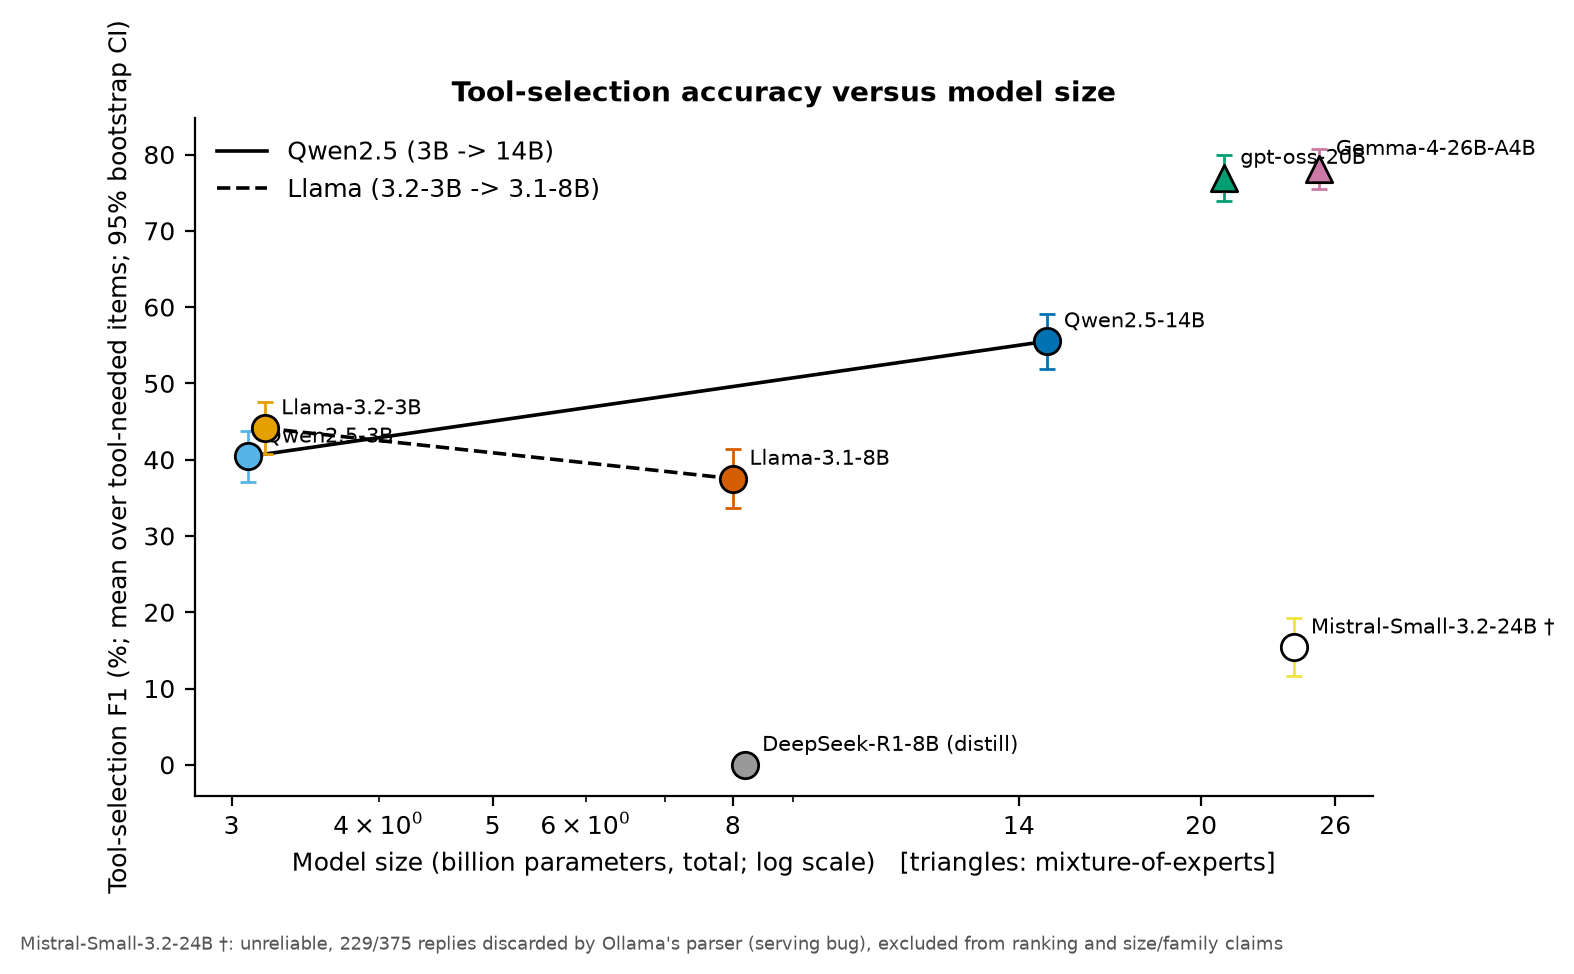 Tool-selection accuracy versus model size
Tool-selection F1 (%; mean over tool-needed items; 95% bootstrap CI)
Qwen2.5 (3B -> 14B)
Llama (3.2-3B -> 3.1-8B)
80
70
60
50
40
30
20
10
0
gpt-oss-20B
Gemma-4-26B-A4B
Qwen2.5-14B
Llama-3.2-3B
Qwen2.5-3B
Llama-3.1-8B
Mistral-Small-3.2-24B †
DeepSeek-R1-8B (distill)
3 4 × 10⁰ 5 6 × 10⁰ 8 14 20 26
Model size (billion parameters, total; log scale) [triangles: mixture-of-experts]
Mistral-Small-3.2-24B †: unreliable, 229/375 replies discarded by Ollama's parser (serving bug), excluded from ranking and size/family claims